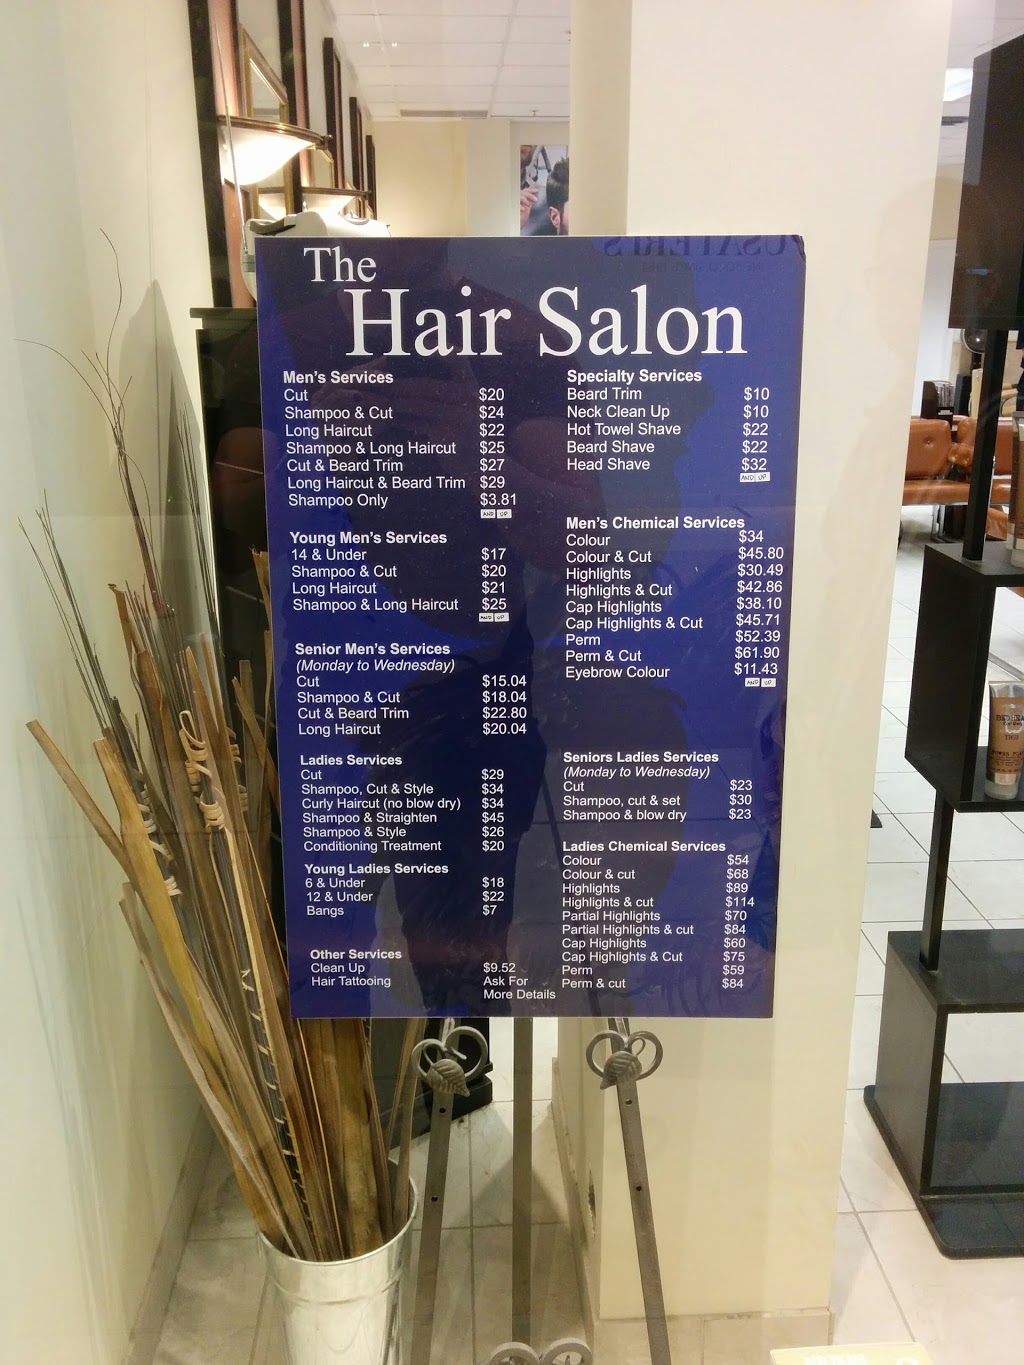 The
Hair Salon
Men's Services
Cut $20
Shampoo & Cut $24
Long Haircut $22
Shampoo & Long Haircut $25
Cut & Beard Trim $27
Long Haircut & Beard Trim $29
Shampoo Only $3.81
AND UP
Young Men's Services
14 & Under $17
Shampoo & Cut $20
Long Haircut $21
Shampoo & Long Haircut $25
AND UP
Senior Men's Services
(Monday to Wednesday)
Cut $15.04
Shampoo & Cut $18.04
Cut & Beard Trim $22.80
Long Haircut $20.04
Ladies Services
Cut $29
Shampoo, Cut & Style $34
Curly Haircut (no blow dry) $34
Shampoo & Straighten $45
Shampoo & Style $26
Conditioning Treatment $20
Young Ladies Services
6 & Under $18
12 & Under $22
Bangs $7
Other Services
Clean Up $9.52
Hair Tattooing Ask For
More Details
Specialty Services
Beard Trim $10
Neck Clean Up $10
Hot Towel Shave $22
Beard Shave $22
Head Shave $32
AND UP
Men's Chemical Services
Colour $34
Colour & Cut $45.80
Highlights $30.49
Highlights & Cut $42.86
Cap Highlights $38.10
Cap Highlights & Cut $45.71
Perm $52.39
Perm & Cut $61.90
Eyebrow Colour $11.43
AND UP
Seniors Ladies Services
(Monday to Wednesday)
Cut $23
Shampoo, cut & set $30
Shampoo & blow dry $23
Ladies Chemical Services
Colour $54
Colour & cut $68
Highlights $89
Highlights & cut $114
Partial Highlights $70
Partial Highlights & cut $84
Cap Highlights $60
Cap Highlights & Cut $75
Perm $59
Perm & cut $84